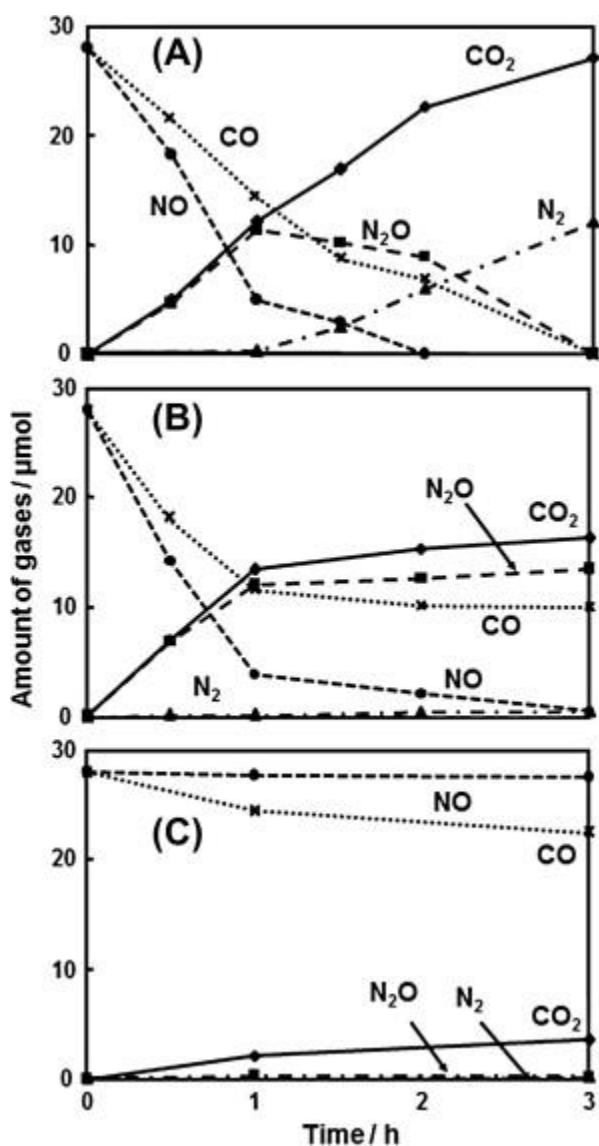 30
(A)
CO₂
CO
20
NO
N₂O
N₂
10
0
30
(B)
N₂O
CO₂
20
CO
10
N₂
NO
0
30
NO
(C)
CO
20
10
N₂O
N₂
CO₂
0
0
1
2
3
Time / h
Amount of gases / μmol